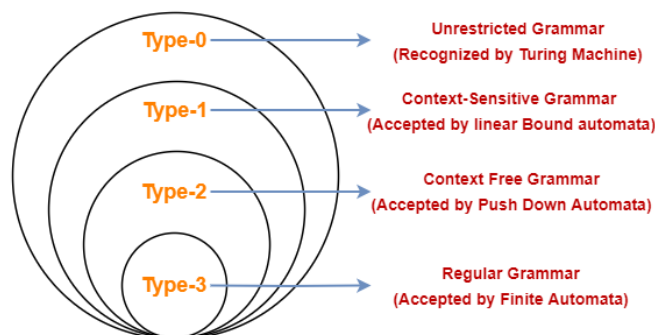 Type-0
Unrestricted Grammar
(Recognized by Turing Machine)
Type-1
Context-Sensitive Grammar
(Accepted by linear Bound automata)
Type-2
Context Free Grammar
(Accepted by Push Down Automata)
Type-3
Regular Grammar
(Accepted by Finite Automata)